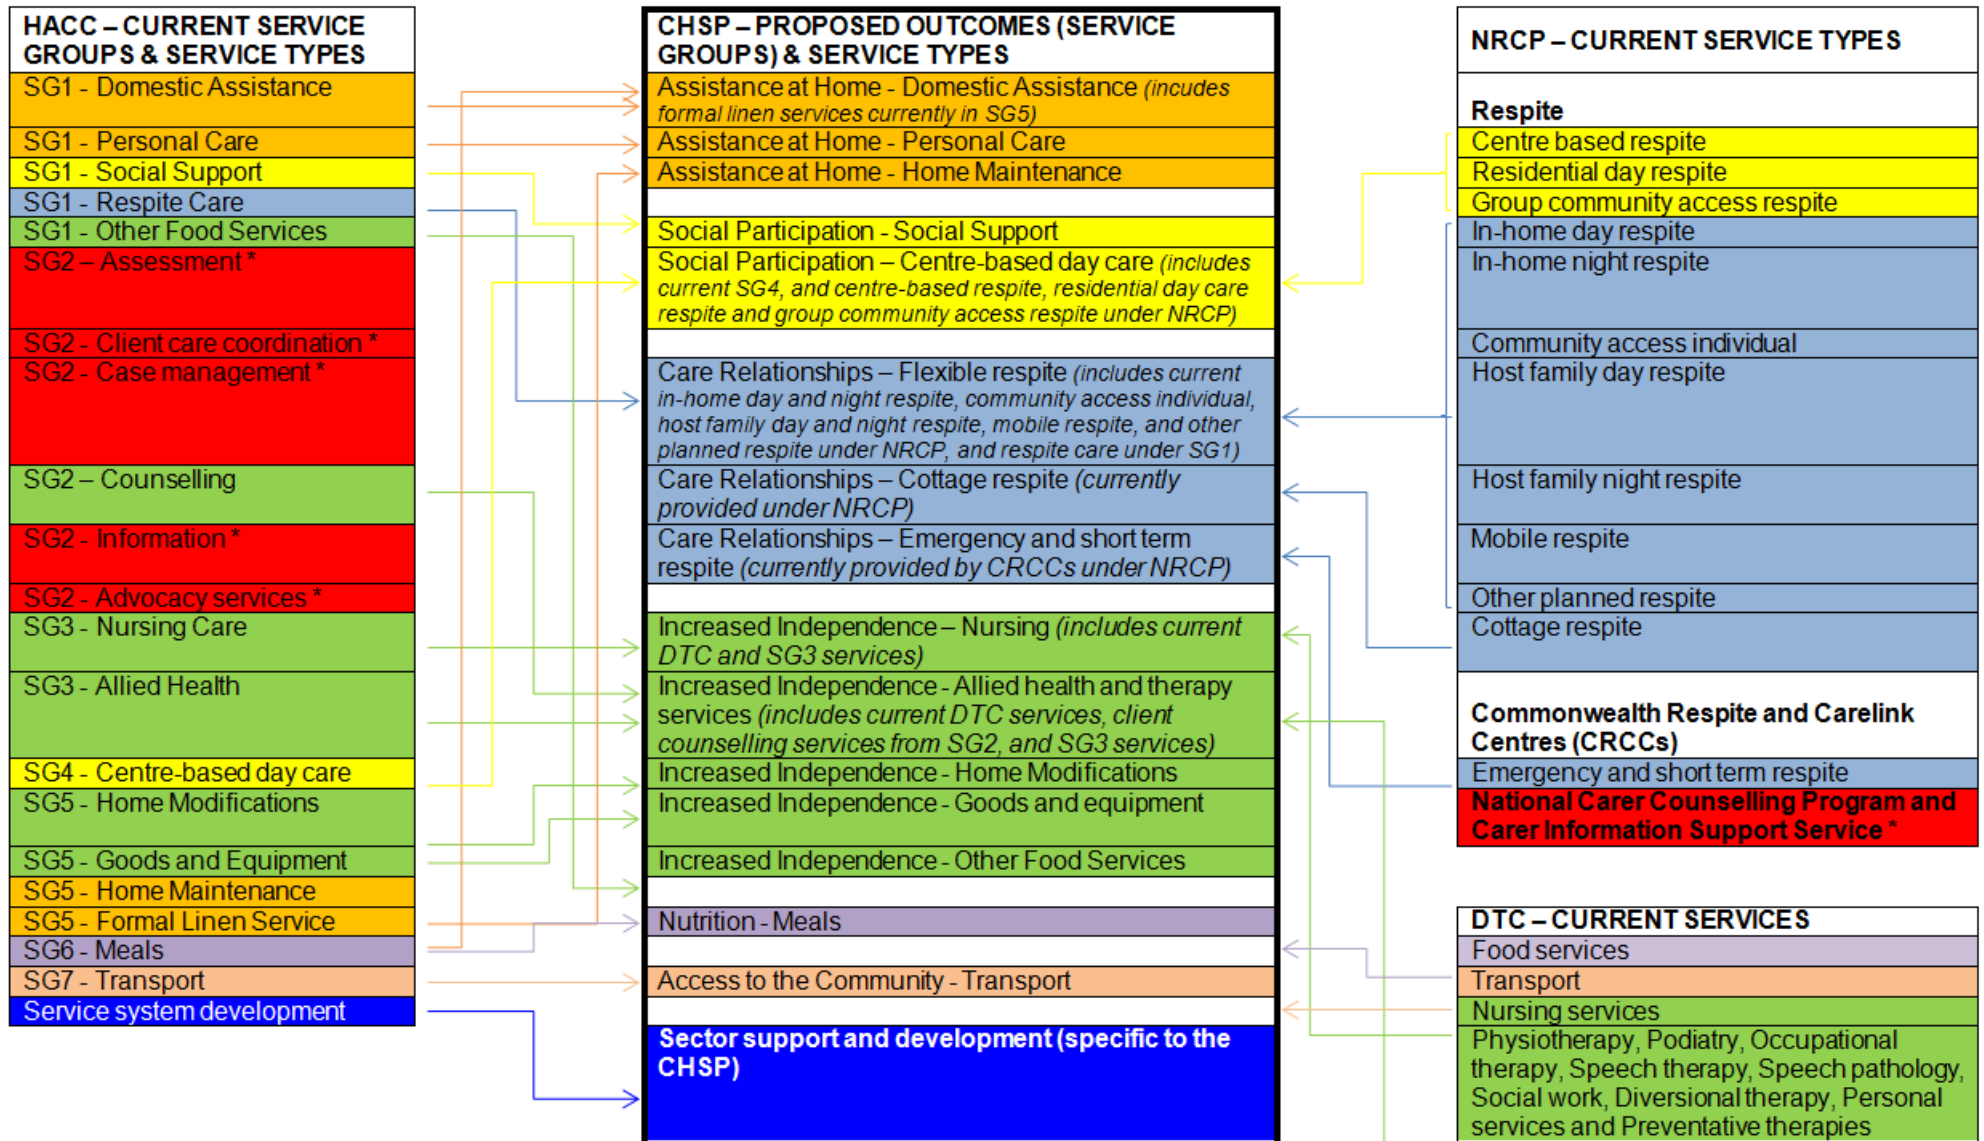 HACC – CURRENT SERVICE
GROUPS & SERVICE TYPES
SG1 - Domestic Assistance
SG1 - Personal Care
SG1 - Social Support
SG1 - Respite Care
SG1 - Other Food Services
SG2 – Assessment *
SG2 - Client care coordination *
SG2 - Case management *
SG2 – Counselling
SG2 - Information *
SG2 - Advocacy services *
SG3 - Nursing Care
SG3 - Allied Health
SG4 - Centre-based day care
SG5 - Home Modifications
SG5 - Goods and Equipment
SG5 - Home Maintenance
SG5 - Formal Linen Service
SG6 - Meals
SG7 - Transport
Service system development
CHSP – PROPOSED OUTCOMES (SERVICE
GROUPS) & SERVICE TYPES
Assistance at Home - Domestic Assistance (incudes
formal linen services currently in SG5)
Assistance at Home - Personal Care
Assistance at Home - Home Maintenance
Social Participation - Social Support
Social Participation – Centre-based day care (includes
current SG4, and centre-based respite, residential day care
respite and group community access respite under NRCP)
Care Relationships – Flexible respite (includes current
in-home day and night respite, community access individual,
host family day and night respite, mobile respite, and other
planned respite under NRCP, and respite care under SG1)
Care Relationships – Cottage respite (currently
provided under NRCP)
Care Relationships – Emergency and short term
respite (currently provided by CRCCs under NRCP)
Increased Independence – Nursing (includes current
DTC and SG3 services)
Increased Independence - Allied health and therapy
services (includes current DTC services, client
counselling services from SG2, and SG3 services)
Increased Independence - Home Modifications
Increased Independence - Goods and equipment
Increased Independence - Other Food Services
Nutrition - Meals
Access to the Community - Transport
Sector support and development (specific to the
CHSP)
NRCP – CURRENT SERVICE TYPES
Respite
Centre based respite
Residential day respite
Group community access respite
In-home day respite
In-home night respite
Community access individual
Host family day respite
Host family night respite
Mobile respite
Other planned respite
Cottage respite
Commonwealth Respite and Carelink
Centres (CRCCs)
Emergency and short term respite
National Carer Counselling Program and
Carer Information Support Service *
DTC – CURRENT SERVICES
Food services
Transport
Nursing services
Physiotherapy, Podiatry, Occupational
therapy, Speech therapy, Speech pathology,
Social work, Diversional therapy, Personal
services and Preventative therapies